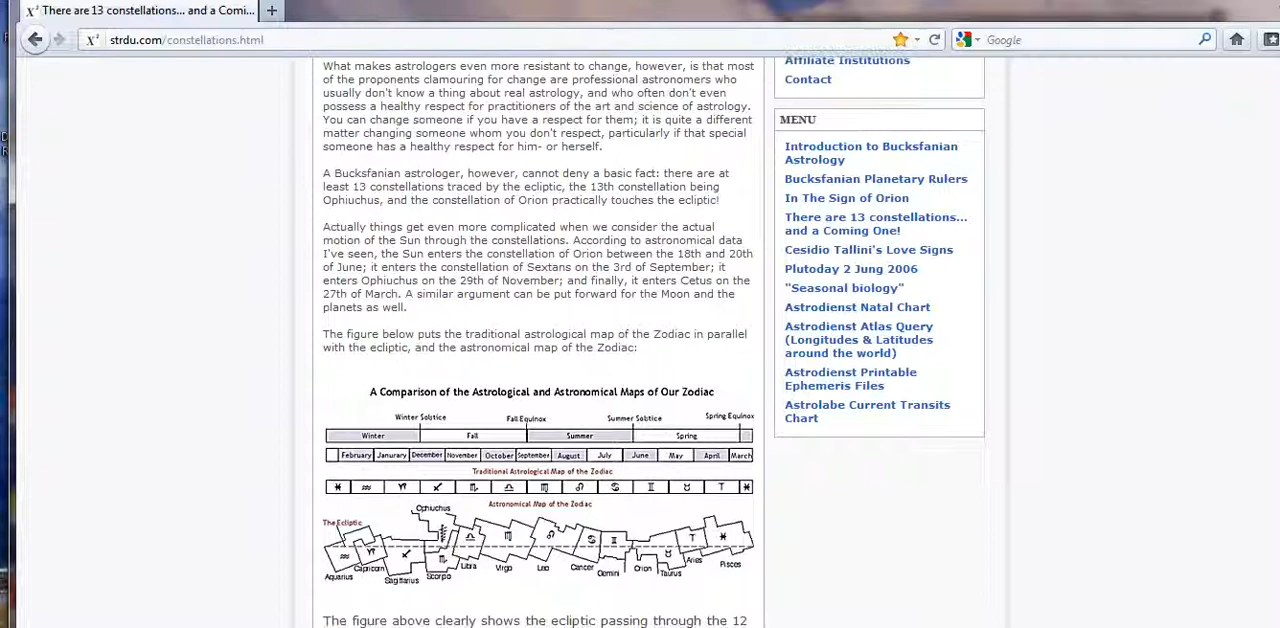 There are 13 constellations... and a Comi...
strdu.com/constellations.html
Google
What makes astrologers even more resistant to change, however, is that most
of the proponents clamouring for change are professional astronomers who
usually don't know a thing about real astrology, and who often don't even
possess a healthy respect for practitioners of the art and science of astrology.
You can change someone if you have a respect for them; it is quite a different
matter changing someone whom you don't respect, particularly if that special
someone has a healthy respect for him- or herself.
A Bucksfanian astrologer, however, cannot deny a basic fact: there are at
least 13 constellations traced by the ecliptic, the 13th constellation being
Ophiuchus, and the constellation of Orion practically touches the ecliptic!
Actually things get even more complicated when we consider the actual
motion of the Sun through the constellations. According to astronomical data
I've seen, the Sun enters the constellation of Orion between the 18th and 20th
of June; it enters the constellation of Sextans on the 3rd of September; it
enters Ophiuchus on the 29th of November; and finally, it enters Cetus on the
27th of March. A similar argument can be put forward for the Moon and the
planets as well.
The figure below puts the traditional astrological map of the Zodiac in parallel
with the ecliptic, and the astronomical map of the Zodiac:
A Comparison of the Astrological and Astronomical Maps of Our Zodiac
Winter Solstice Fall Equinox Summer Solstice Spring Equinox
Winter Fall Summer Spring
February Janurary December November October September August July June May April March
Traditional Astrological Map of the Zodiac
♓ ♒ ♑ ♐ ♏ ♎ ♍ ♌ ♋ ♊ ♉ ♈ ♓
Astronomical Map of the Zodiac
Ophiuchus
The Ecliptic
Aquarius Capricorn Sagittarius Scorpio Libra Virgo Leo Cancer Gemini Orion Taurus Aries Pisces
The figure above clearly shows the ecliptic passing through the 12
Affiliate Institutions
Contact
MENU
Introduction to Bucksfanian
Astrology
Bucksfanian Planetary Rulers
In The Sign of Orion
There are 13 constellations...
and a Coming One!
Cesidio Tallini's Love Signs
Plutoday 2 Jung 2006
"Seasonal biology"
Astrodienst Natal Chart
Astrodienst Atlas Query
(Longitudes & Latitudes
around the world)
Astrodienst Printable
Ephemeris Files
Astrolabe Current Transits
Chart